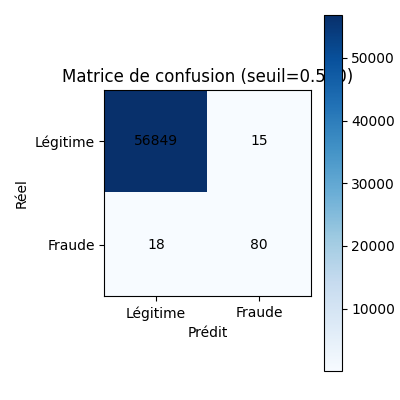 Matrice de confusion (seuil=0.5 0)
Légitime
56849
15
Fraude
18
80
Légitime
Fraude
Prédit
Réel
50000
40000
30000
20000
10000